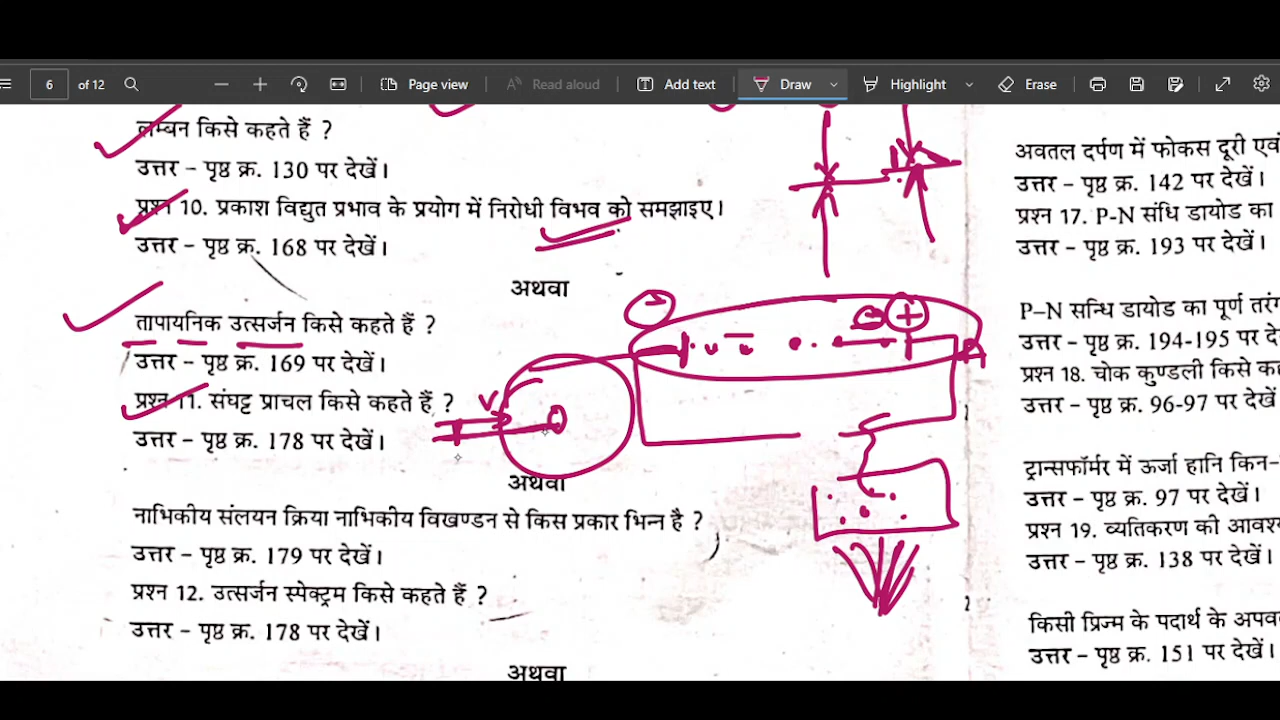 6 of 12 Page view Read aloud Add text Draw Highlight Erase
लम्बन किसे कहते हैं ?
उत्तर – पृष्ठ क्र. 130 पर देखें।
प्रश्न 10. प्रकाश विद्युत प्रभाव के प्रयोग में निरोधी विभव को समझाइए।
उत्तर – पृष्ठ क्र. 168 पर देखें।
अथवा
तापायनिक उत्सर्जन किसे कहते हैं ?
उत्तर – पृष्ठ क्र. 169 पर देखें।
प्रश्न 11. संघट्ट प्राचल किसे कहते हैं ?
उत्तर – पृष्ठ क्र. 178 पर देखें।
अथवा
नाभिकीय संलयन क्रिया नाभिकीय विखण्डन से किस प्रकार भिन्न है ?
उत्तर – पृष्ठ क्र. 179 पर देखें।
प्रश्न 12. उत्सर्जन स्पेक्ट्रम किसे कहते हैं ?
उत्तर – पृष्ठ क्र. 178 पर देखें।
अथवा
V
अवतल दर्पण में फोकस दूरी एवं
उत्तर – पृष्ठ क्र. 142 पर देखें।
प्रश्न 17. P-N संधि डायोड का
उत्तर – पृष्ठ क्र. 193 पर देखें।
P–N सन्धि डायोड का पूर्ण तरंग
उत्तर – पृष्ठ क्र. 194-195 पर
प्रश्न 18. चोक कुण्डली किसे
उत्तर – पृष्ठ क्र. 96-97 पर
ट्रान्सफॉर्मर में ऊर्जा हानि किन-
उत्तर – पृष्ठ क्र. 97 पर देखें।
प्रश्न 19. व्यतिकरण की
उत्तर – पृष्ठ क्र. 138 पर देखें।
किसी प्रिज्म के पदार्थ के
उत्तर – पृष्ठ क्र. 151 पर देखें।